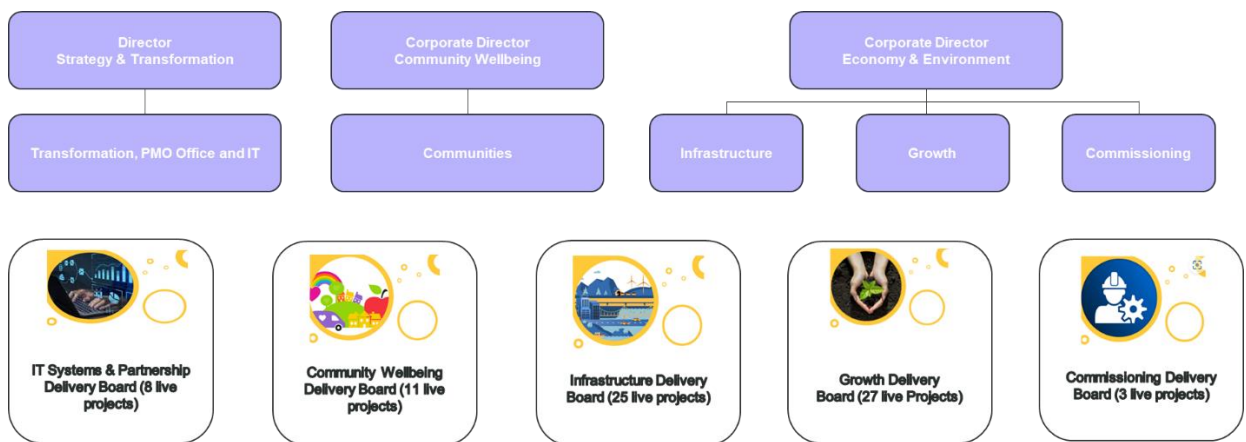 Director
Strategy & Transformation
Corporate Director
Community Wellbeing
Corporate Director
Economy & Environment
Transformation, PMO Office and IT
Communities
Infrastructure
Growth
Commissioning
IT Systems & Partnership
Delivery Board (8 live
projects)
Community Wellbeing
Delivery Board (11 live
projects)
Infrastructure Delivery
Board (25 live projects)
Growth Delivery
Board (27 live Projects)
Commissioning Delivery
Board (3 live projects)